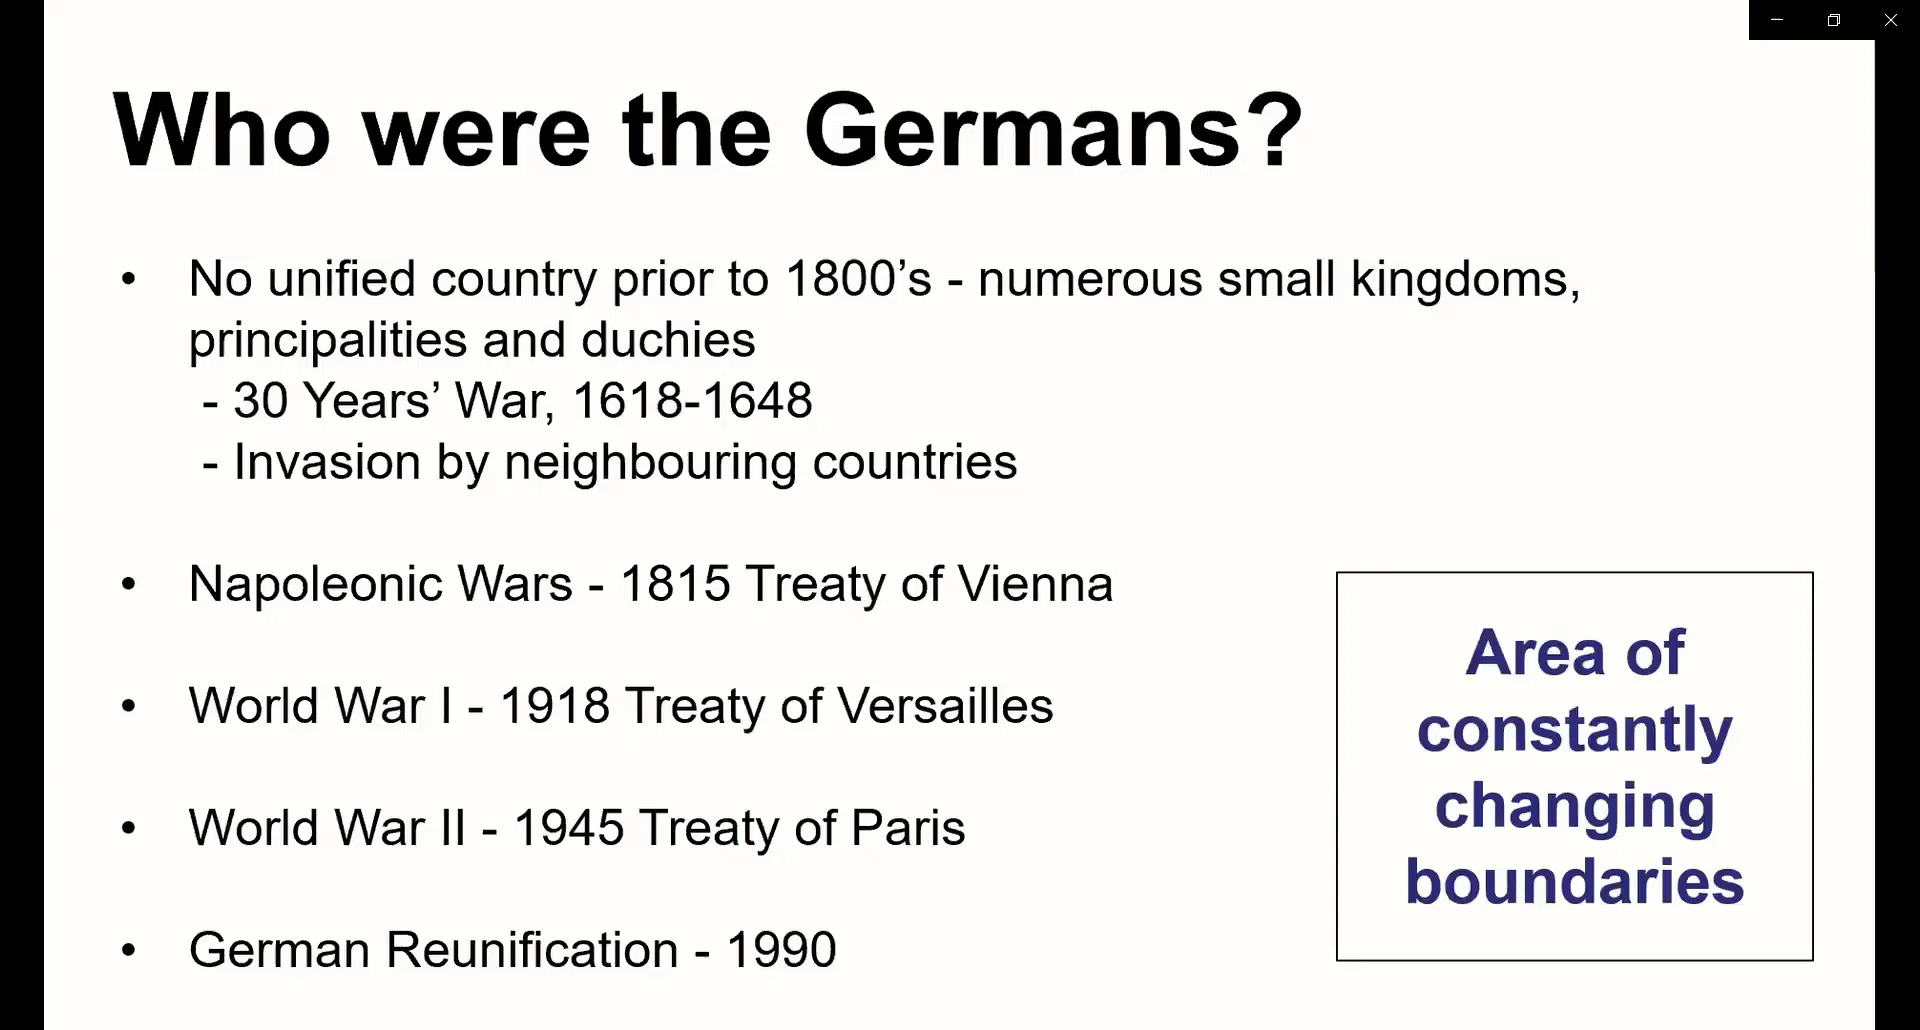 Who were the Germans?
• No unified country prior to 1800’s - numerous small kingdoms,
principalities and duchies
- 30 Years’ War, 1618-1648
- Invasion by neighbouring countries
• Napoleonic Wars - 1815 Treaty of Vienna
• World War I - 1918 Treaty of Versailles
• World War II - 1945 Treaty of Paris
• German Reunification - 1990
Area of
constantly
changing
boundaries